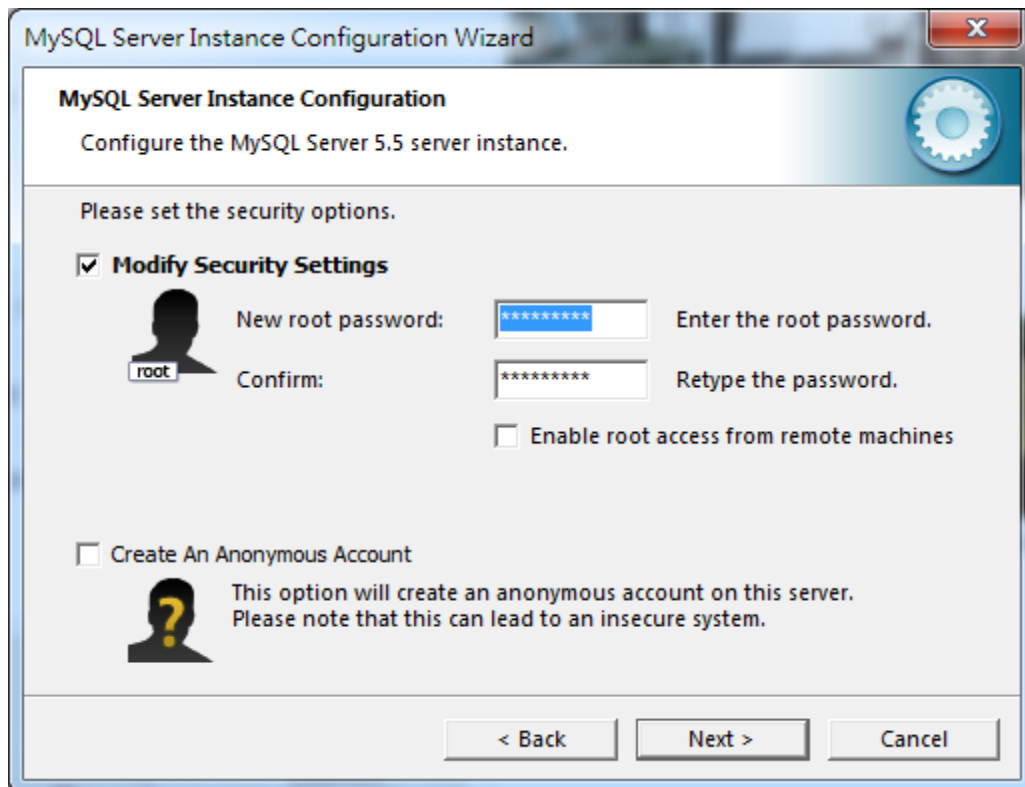 MySQL Server Instance Configuration Wizard
MySQL Server Instance Configuration
Configure the MySQL Server 5.5 server instance.
Please set the security options.
Modify Security Settings
New root password: ********* Enter the root password.
root
Confirm: ********* Retype the password.
Enable root access from remote machines
Create An Anonymous Account
This option will create an anonymous account on this server.
Please note that this can lead to an insecure system.
< Back Next > Cancel